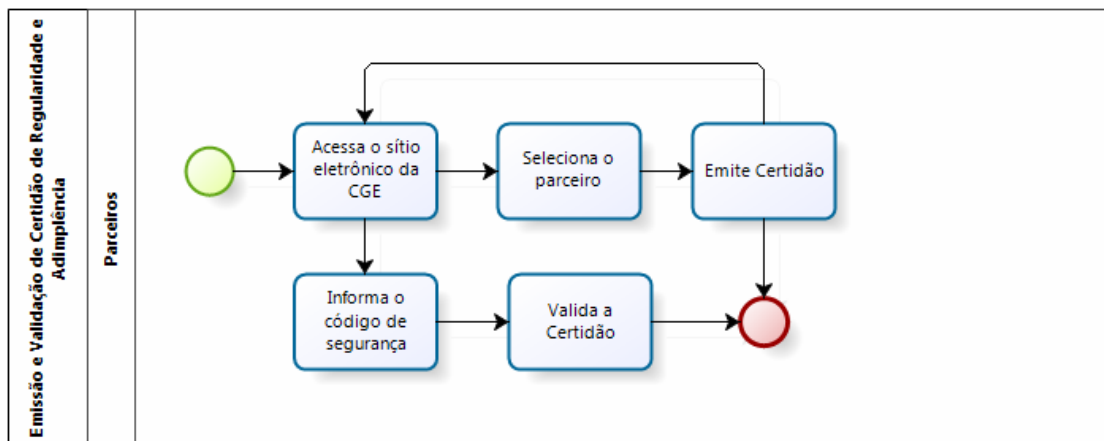 Emissão e Validação de Certidão de Regularidade e
Adimplência
Parceiros
Acessa o sítio
eletrônico da
CGE
Seleciona o
parceiro
Emite Certidão
Informa o
código de
segurança
Valida a
Certidão